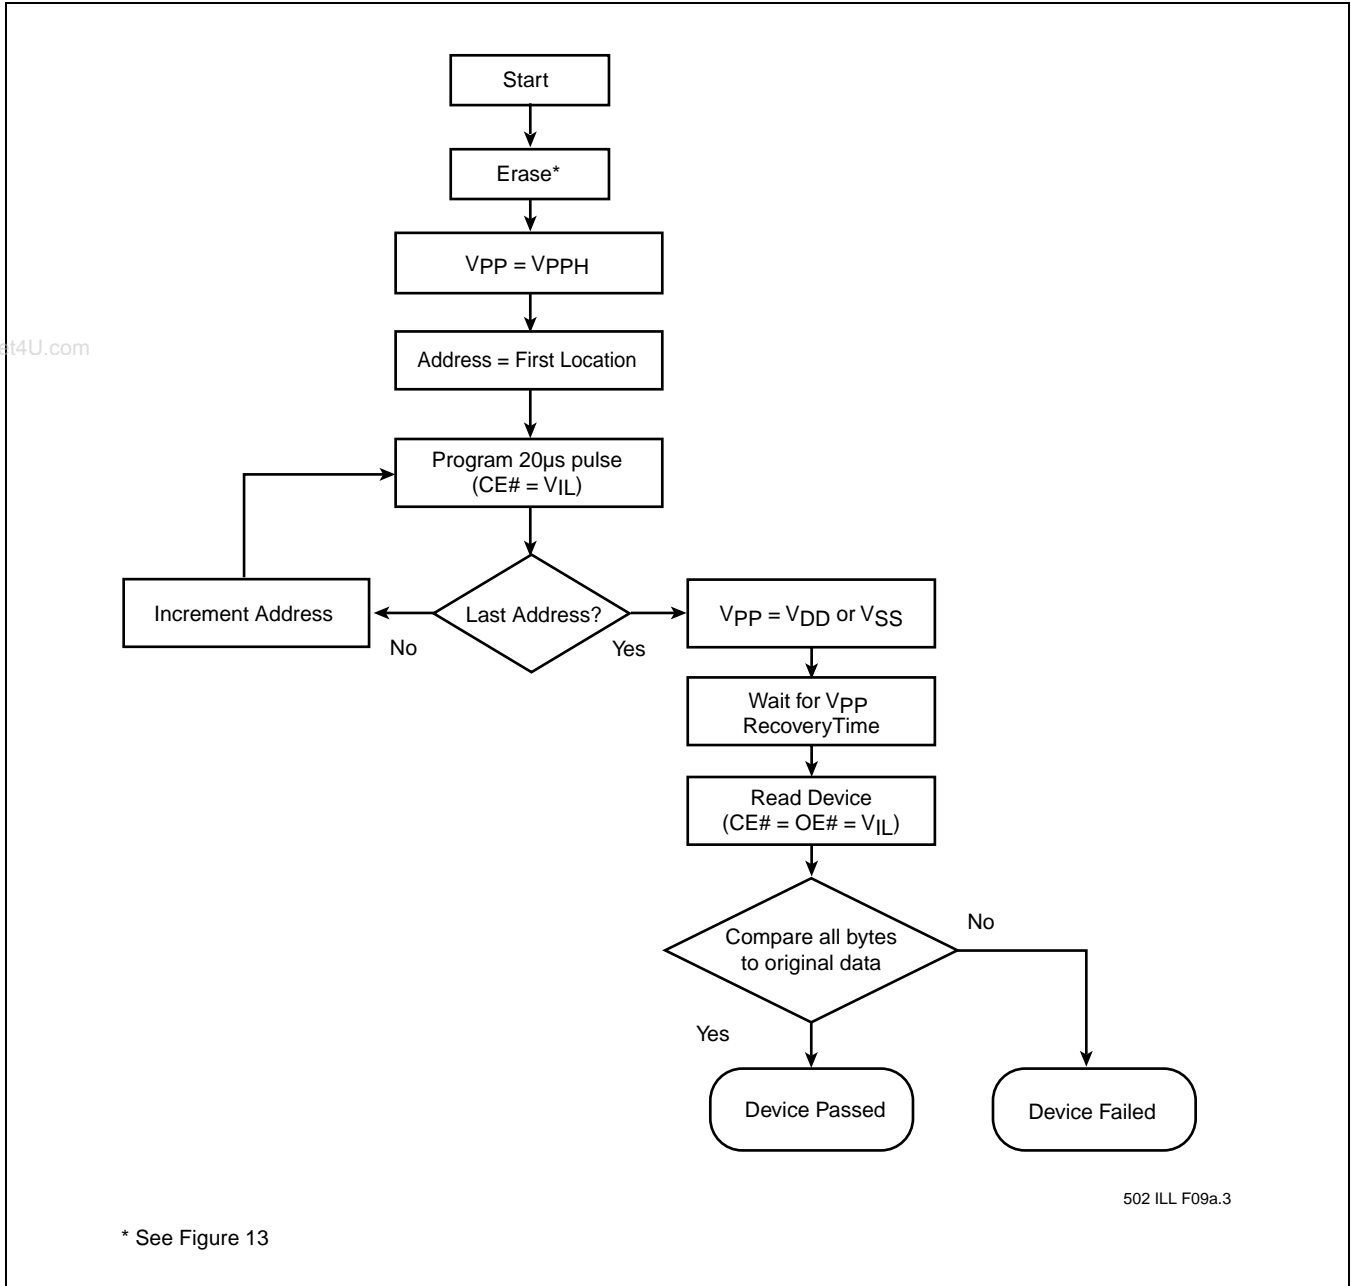 Start
Erase*
VPP = VPPH
et4U.com
Address = First Location
Program 20µs pulse
(CE# = VIL)
Increment Address
Last Address?
No
Yes
VPP = VDD or VSS
Wait for VPP
RecoveryTime
Read Device
(CE# = OE# = VIL)
Compare all bytes
to original data
No
Yes
Device Passed
Device Failed
502 ILL F09a.3
* See Figure 13